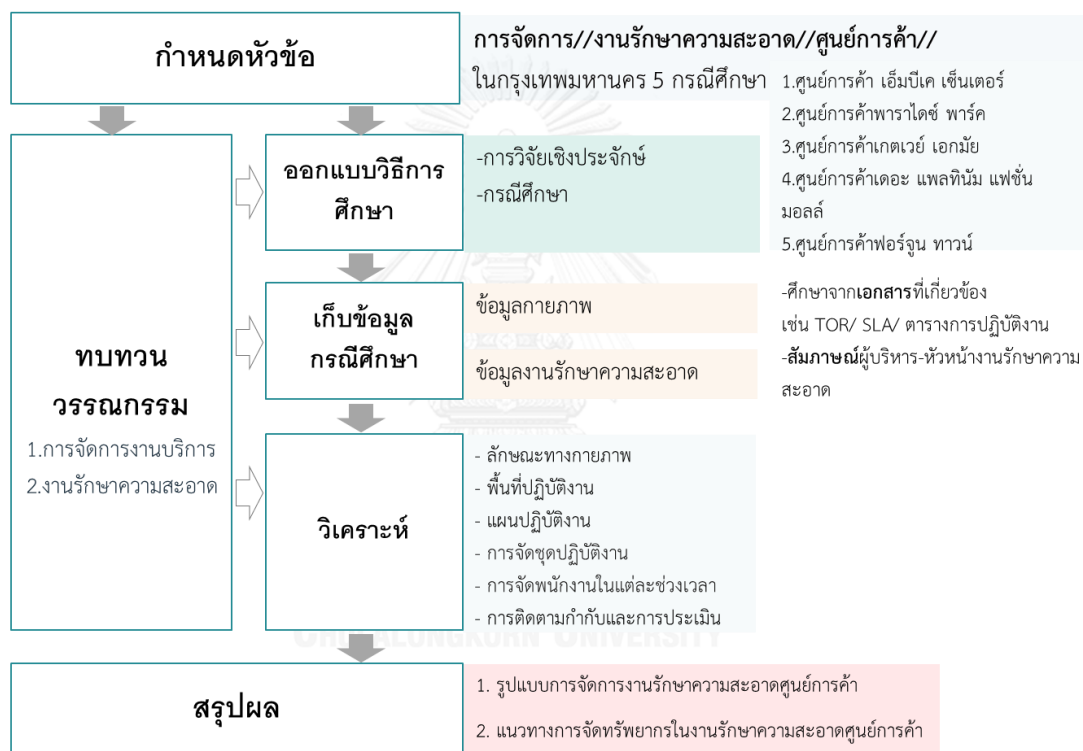 กำหนดหัวข้อ
การจัดการ//งานรักษาความสะอาด//ศูนย์การค้า//
ในกรุงเทพมหานคร 5 กรณีศึกษา
1.ศูนย์การค้า เอ็มบีเค เซ็นเตอร์
2.ศูนย์การค้าพาราไดซ์ พาร์ค
3.ศูนย์การค้าเกตเวย์ เอกมัย
4.ศูนย์การค้าเดอะ แพลทินัม แฟชั่น
มอลล์
5.ศูนย์การค้าฟอร์จูน ทาวน์
ทบทวน
วรรณกรรม
1.การจัดการงานบริการ
2.งานรักษาความสะอาด
ออกแบบวิธีการ
ศึกษา
-การวิจัยเชิงประจักษ์
-กรณีศึกษา
เก็บข้อมูล
กรณีศึกษา
ข้อมูลกายภาพ
ข้อมูลงานรักษาความสะอาด
-ศึกษาจากเอกสารที่เกี่ยวข้อง
เช่น TOR/ SLA/ ตารางการปฏิบัติงาน
-สัมภาษณ์ผู้บริหาร-หัวหน้างานรักษาความ
สะอาด
วิเคราะห์
- ลักษณะทางกายภาพ
- พื้นที่ปฏิบัติงาน
- แผนปฏิบัติงาน
- การจัดชุดปฏิบัติงาน
- การจัดพนักงานในแต่ละช่วงเวลา
- การติดตามกำกับและการประเมิน
CHULALONGKORN UNIVERSITY
สรุปผล
1. รูปแบบการจัดการงานรักษาความสะอาดศูนย์การค้า
2. แนวทางการจัดทรัพยากรในงานรักษาความสะอาดศูนย์การค้า